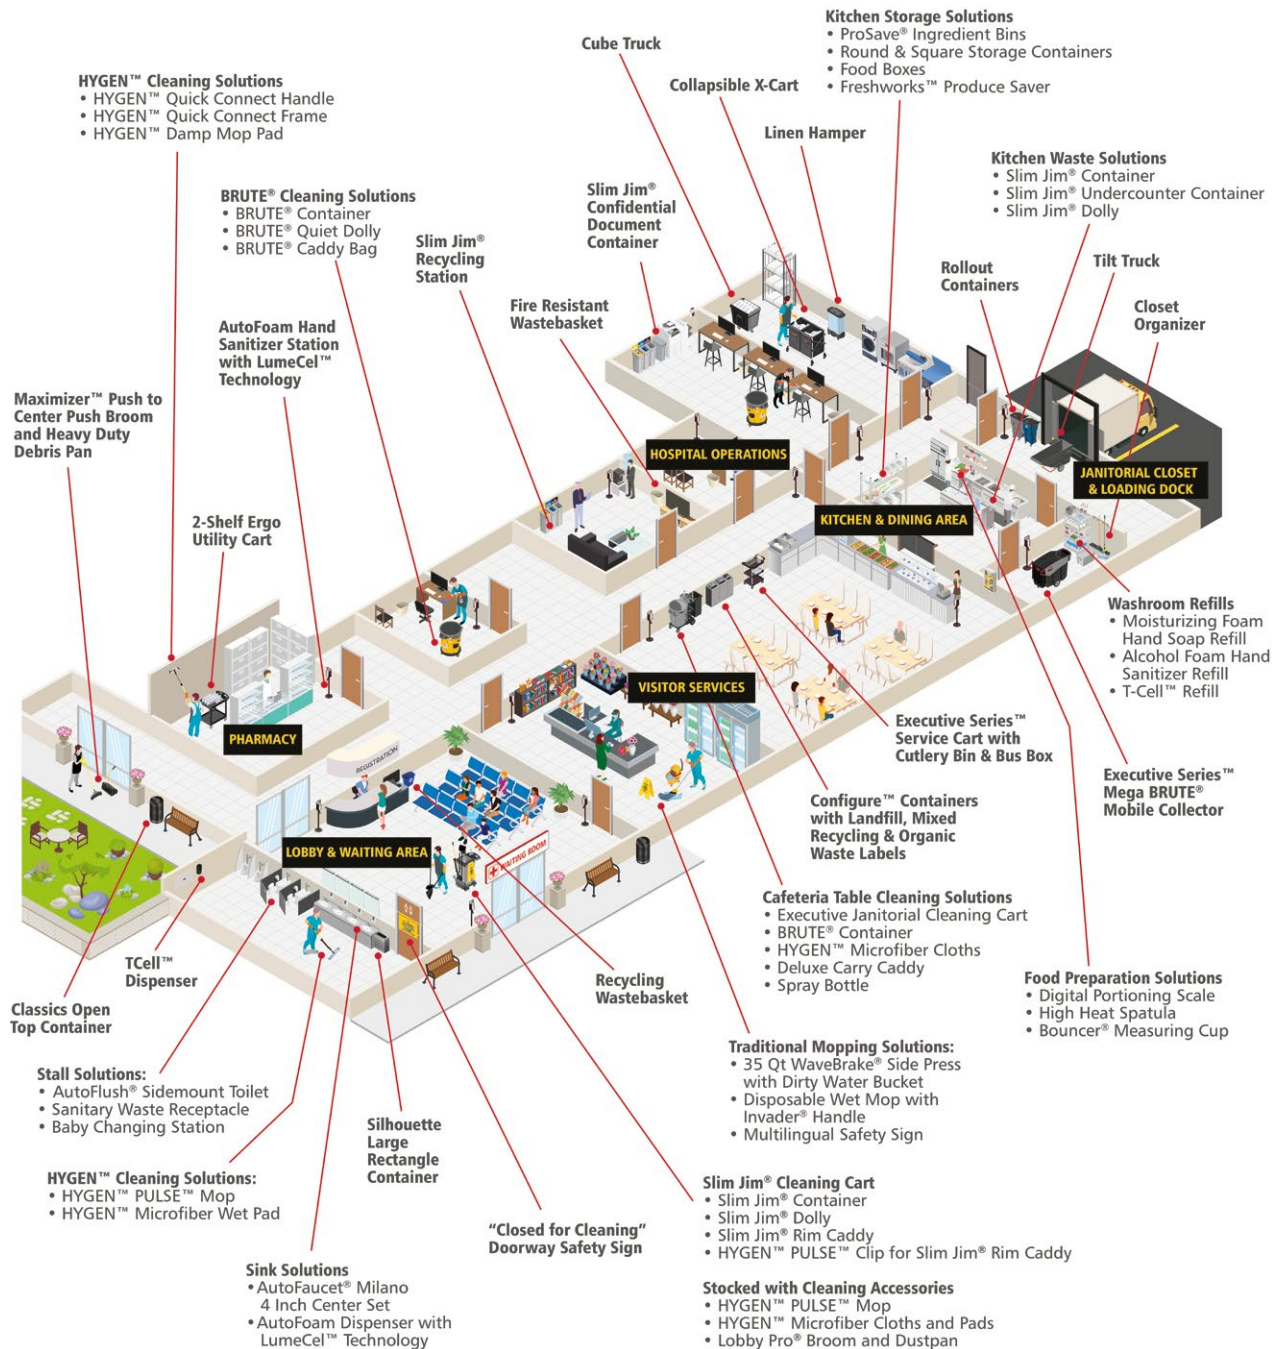 Kitchen Storage Solutions
• ProSave® Ingredient Bins
• Round & Square Storage Containers
• Food Boxes
• Freshworks™ Produce Saver
Cube Truck
Collapsible X-Cart
Linen Hamper
HYGEN™ Cleaning Solutions
• HYGEN™ Quick Connect Handle
• HYGEN™ Quick Connect Frame
• HYGEN™ Damp Mop Pad
Kitchen Waste Solutions
• Slim Jim® Container
• Slim Jim® Undercounter Container
• Slim Jim® Dolly
BRUTE® Cleaning Solutions
• BRUTE® Container
• BRUTE® Quiet Dolly
• BRUTE® Caddy Bag
Slim Jim®
Confidential
Document
Container
Slim Jim®
Recycling
Station
Rollout
Containers
Tilt Truck
Closet
Organizer
Fire Resistant
Wastebasket
AutoFoam Hand
Sanitizer Station
with LumeCel™
Technology
Maximizer™ Push to
Center Push Broom
and Heavy Duty
Debris Pan
2-Shelf Ergo
Utility Cart
HOSPITAL OPERATIONS
JANITORIAL CLOSET
& LOADING DOCK
KITCHEN & DINING AREA
Washroom Refills
• Moisturizing Foam
Hand Soap Refill
• Alcohol Foam Hand
Sanitizer Refill
• T-Cell™ Refill
VISITOR SERVICES
PHARMACY
REGISTRATION
Executive Series™
Service Cart with
Cutlery Bin & Bus Box
Executive Series™
Mega BRUTE®
Mobile Collector
Configure™ Containers
with Landfill, Mixed
Recycling & Organic
Waste Labels
LOBBY & WAITING AREA
WAITING ROOM
Cafeteria Table Cleaning Solutions
• Executive Janitorial Cleaning Cart
• BRUTE® Container
• HYGEN™ Microfiber Cloths
• Deluxe Carry Caddy
• Spray Bottle
TCell™
Dispenser
Recycling
Wastebasket
Food Preparation Solutions
• Digital Portioning Scale
• High Heat Spatula
• Bouncer® Measuring Cup
Classics Open
Top Container
Traditional Mopping Solutions:
• 35 Qt WaveBrake® Side Press
with Dirty Water Bucket
• Disposable Wet Mop with
Invader® Handle
• Multilingual Safety Sign
Stall Solutions:
• AutoFlush® Sidemount Toilet
• Sanitary Waste Receptacle
• Baby Changing Station
Silhouette
Large
Rectangle
Container
HYGEN™ Cleaning Solutions:
• HYGEN™ PULSE™ Mop
• HYGEN™ Microfiber Wet Pad
Slim Jim® Cleaning Cart
• Slim Jim® Container
• Slim Jim® Dolly
• Slim Jim® Rim Caddy
• HYGEN™ PULSE™ Clip for Slim Jim® Rim Caddy
“Closed for Cleaning”
Doorway Safety Sign
Sink Solutions
• AutoFaucet® Milano
4 Inch Center Set
• AutoFoam Dispenser with
LumeCel™ Technology
Stocked with Cleaning Accessories
• HYGEN™ PULSE™ Mop
• HYGEN™ Microfiber Cloths and Pads
• Lobby Pro® Broom and Dustpan